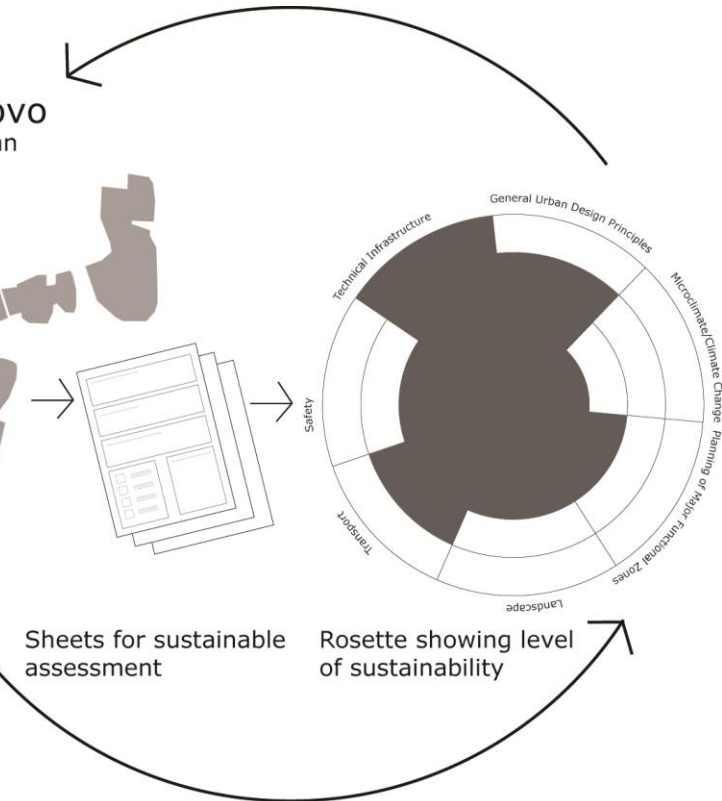 ovo
an
General Urban Design Principles
Microclimate/Climate Change
Planning of Major Functional Zones
Landscape
Transport
Safety
Technical Infrastructure
Sheets for sustainable
assessment
Rosette showing level
of sustainability